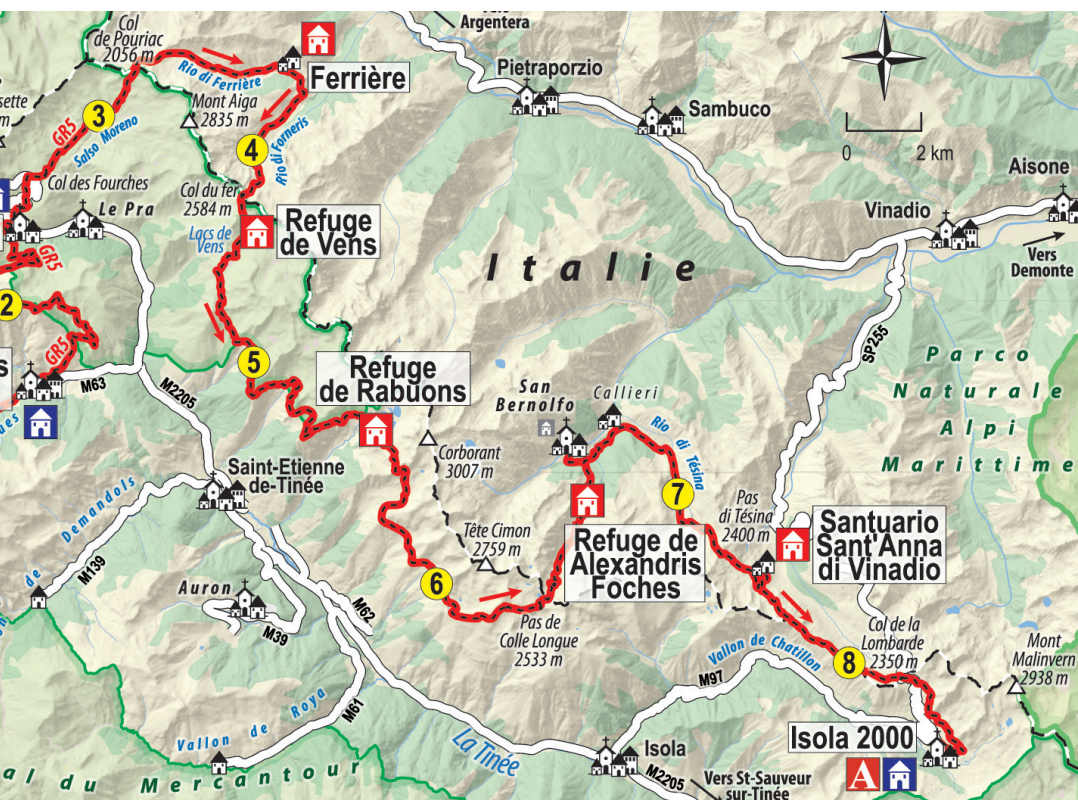 Vers
Argentera
Col
de Pouriac
2056 m
Rio di Ferrière
Ferrière
Pietraporzio
Sambuco
0 2 km
Aisone
Vinadio
Vers
Demonte
sette
m
3
GR5
Salso Moreno
Mont Aiga
2835 m
4
Rio di Forneris
Col des Fourches
Le Pra
Col du fer
2584 m
Lacs de
Vens
Refuge
de Vens
GR5
Italie
2
GR5
s
M63
M2205
5
Refuge
de Rabuons
SP255
Parco
Naturale
Alpi
Marittime
San
Bernolfo
Callieri
Rio di Tésina
Corborant
3007 m
7
ues
Saint-Etienne
de-Tinée
Demandols
de
on
M139
Auron
M39
M62
Tête Cimon
2759 m
6
Refuge de
Alexandris
Foches
Pas
di Tésina
2400 m
Santuario
Sant'Anna
di Vinadio
Pas de
Colle Longue
2533 m
Vallon de Chatillon
M97
8
Col de la
Lombarde
2350 m
Mont
Malinvern
2938 m
Vallon de Roya
M61
La Tinée
Isola
M2205
Isola 2000
A
al du Mercantour
Vers St-Sauveur
sur-Tinée